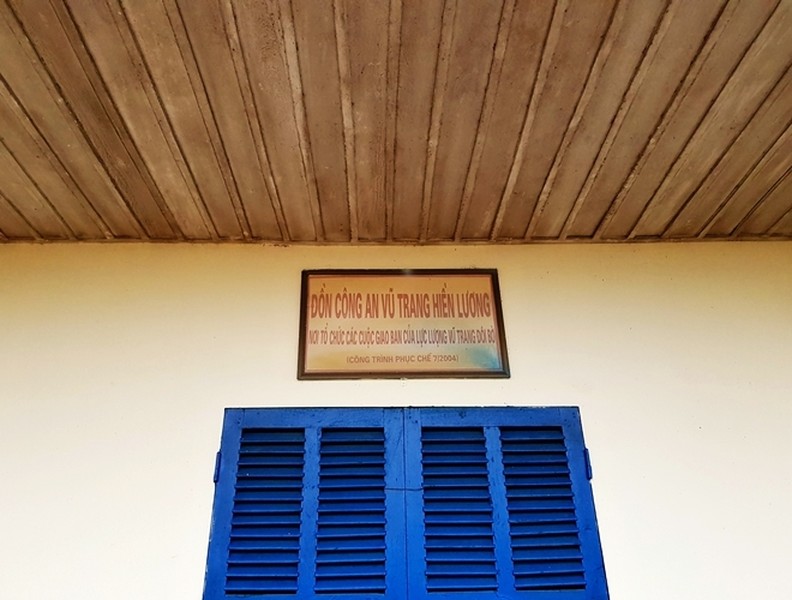 ĐỒN CÔNG AN VŨ TRANG HIỀN LƯƠNG
NƠI TỔ CHỨC CÁC CUỘC GIAO BAN CỦA LỰC LƯỢNG VŨ TRANG ĐÔI BỜ
(CÔNG TRÌNH PHỤC CHẾ 7/2004)